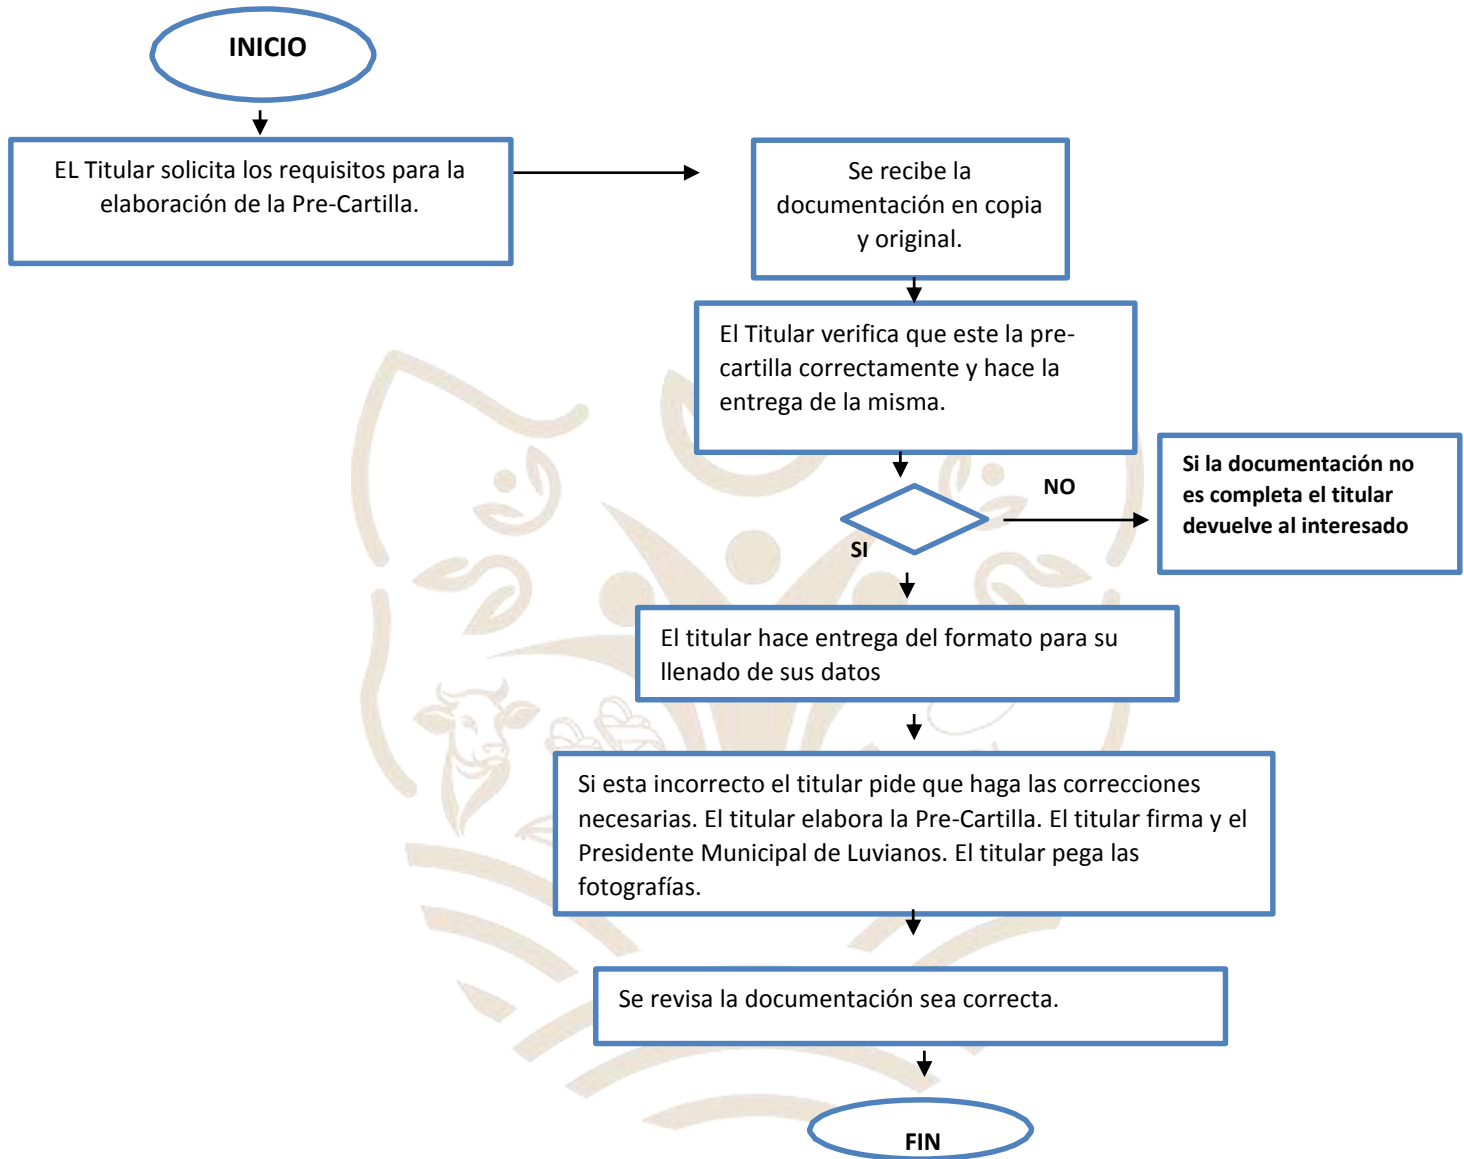 INICIO
EL Titular solicita los requisitos para la
elaboración de la Pre-Cartilla.
Se recibe la
documentación en copia
y original.
El Titular verifica que este la pre-
cartilla correctamente y hace la
entrega de la misma.
NO
Si la documentación no
es completa el titular
devuelve al interesado
SI
El titular hace entrega del formato para su
llenado de sus datos
Si esta incorrecto el titular pide que haga las correcciones
necesarias. El titular elabora la Pre-Cartilla. El titular firma y el
Presidente Municipal de Luvianos. El titular pega las
fotografías.
Se revisa la documentación sea correcta.
FIN